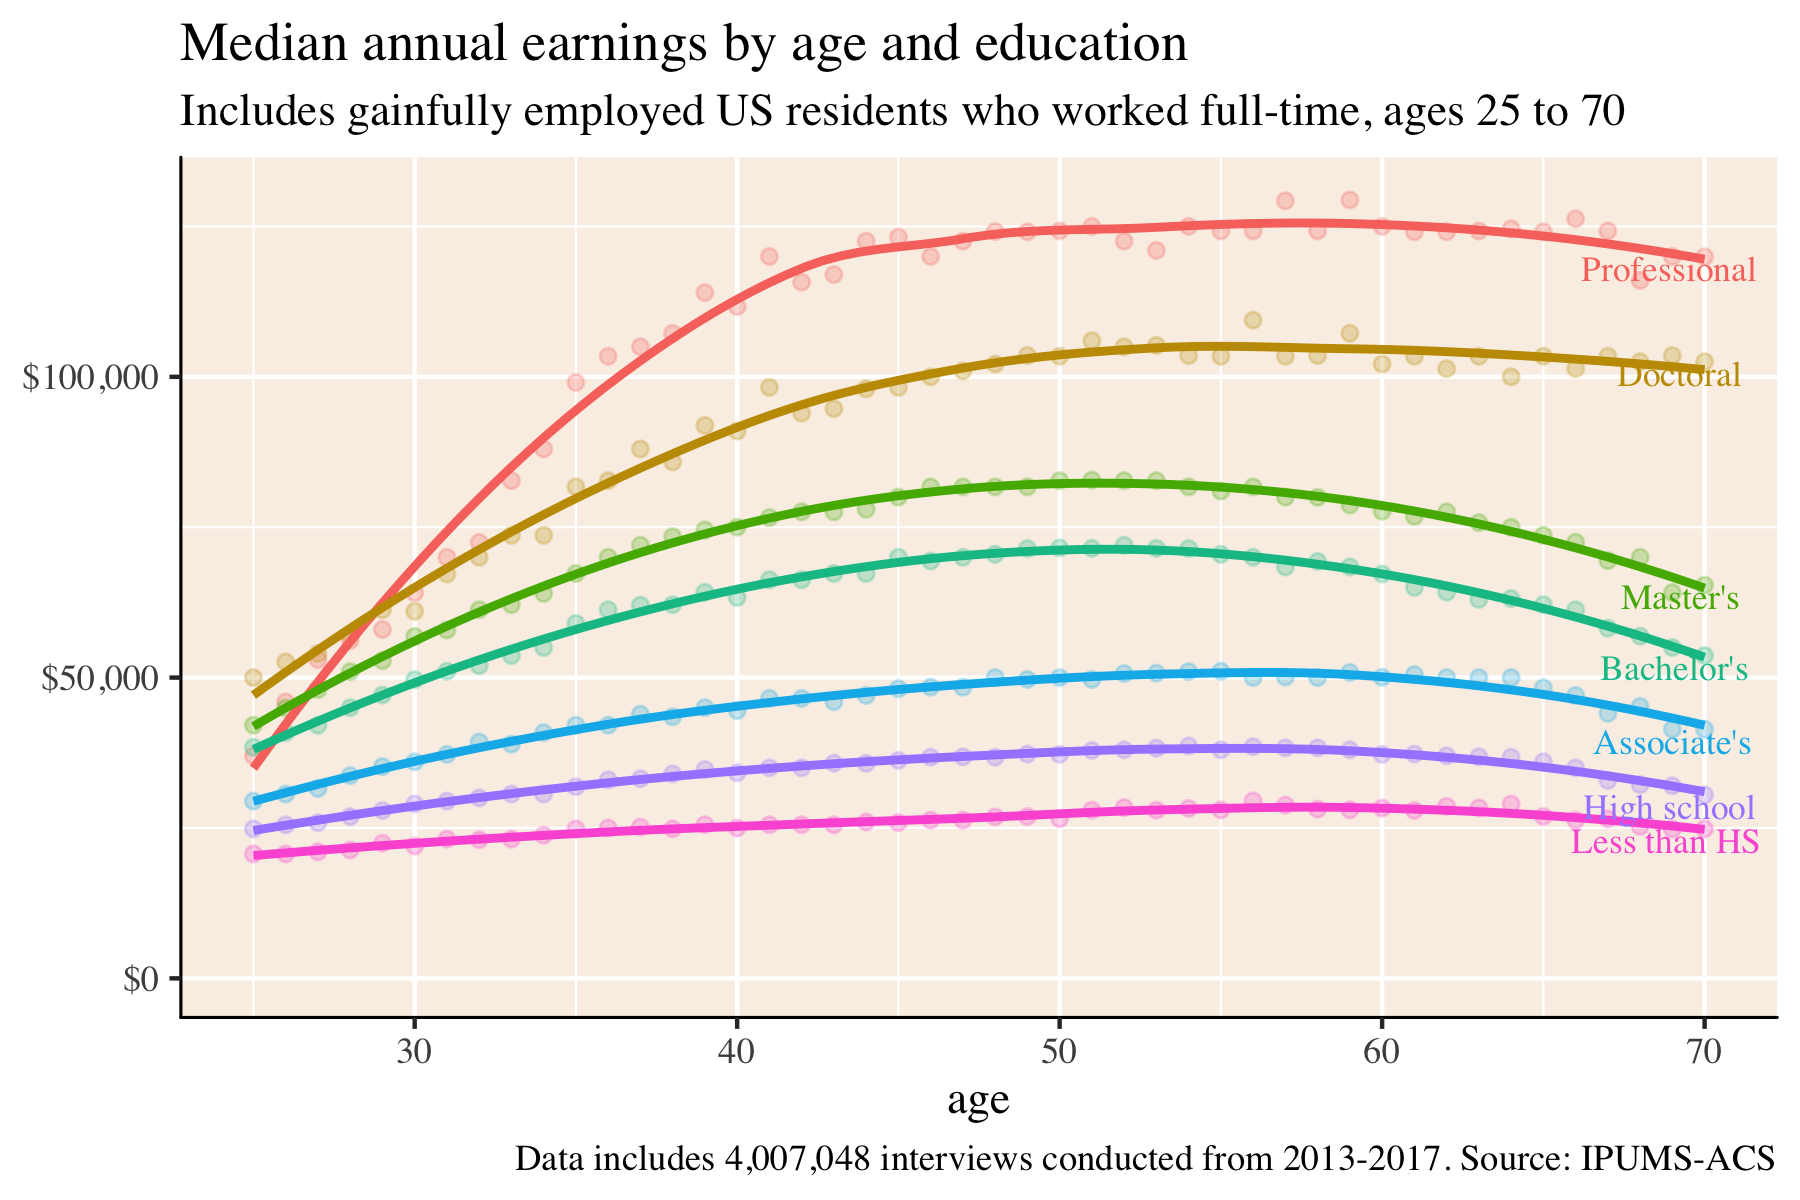 Median annual earnings by age and education
Includes gainfully employed US residents who worked full-time, ages 25 to 70
Professional
$100,000
Doctoral
Master's
Bachelor's
$50,000
Associate's
High school
Less than HS
$0
30 40 50 60 70
age
Data includes 4,007,048 interviews conducted from 2013-2017. Source: IPUMS-ACS